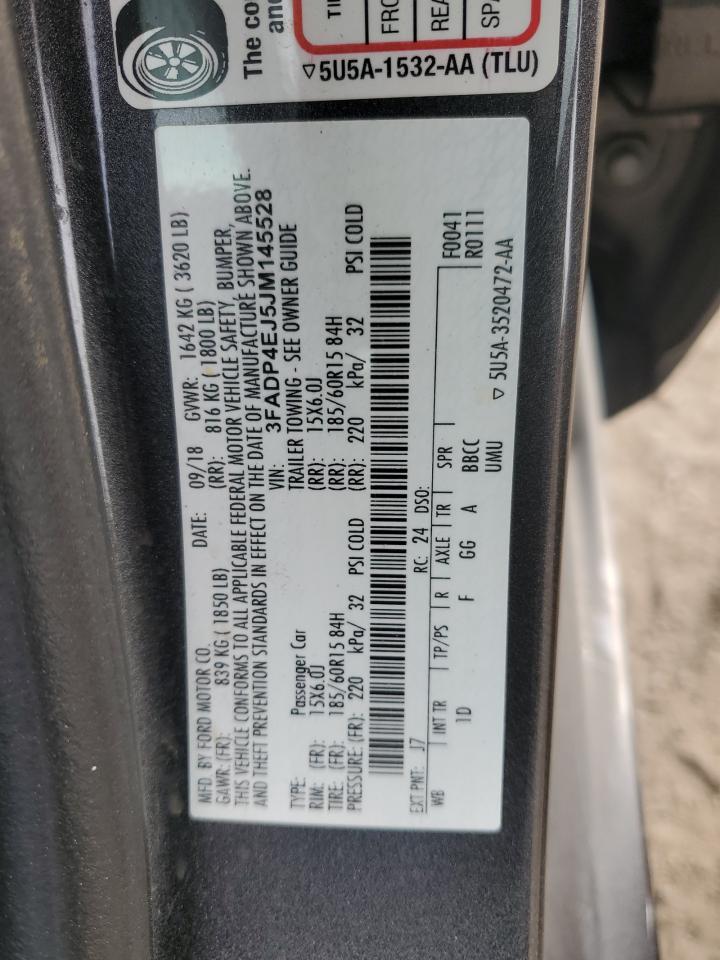 The co
and
TI
FRO
REA
SPA
5U5A-1532-AA (TLU)
MFD BY FORD MOTOR CO. DATE: 09/18 GVWR: 1642 KG ( 3620 LB)
GAWR: (FR): 839 KG ( 1850 LB) (RR): 816 KG ( 1800 LB)
THIS VEHICLE CONFORMS TO ALL APPLICABLE FEDERAL MOTOR VEHICLE SAFETY, BUMPER,
AND THEFT PREVENTION STANDARDS IN EFFECT ON THE DATE OF MANUFACTURE SHOWN ABOVE.
VIN: 3FADP4EJ5JM145528
TYPE: Passenger Car TRAILER TOWING - SEE OWNER GUIDE
RIM: (FR): 15X6.0J (RR): 15X6.0J
TIRE: (FR): 185/60R15 84H (RR): 185/60R15 84H
PRESSURE: (FR): 220 kPa/ 32 PSI COLD (RR): 220 kPa/ 32 PSI COLD
EXT PNT: J7 RC: 24 DSO: F0041
WB INT TR TP/PS R AXLE TR SPR R0111
1D F GG A BBCC
UMU
5U5A-3520472-AA